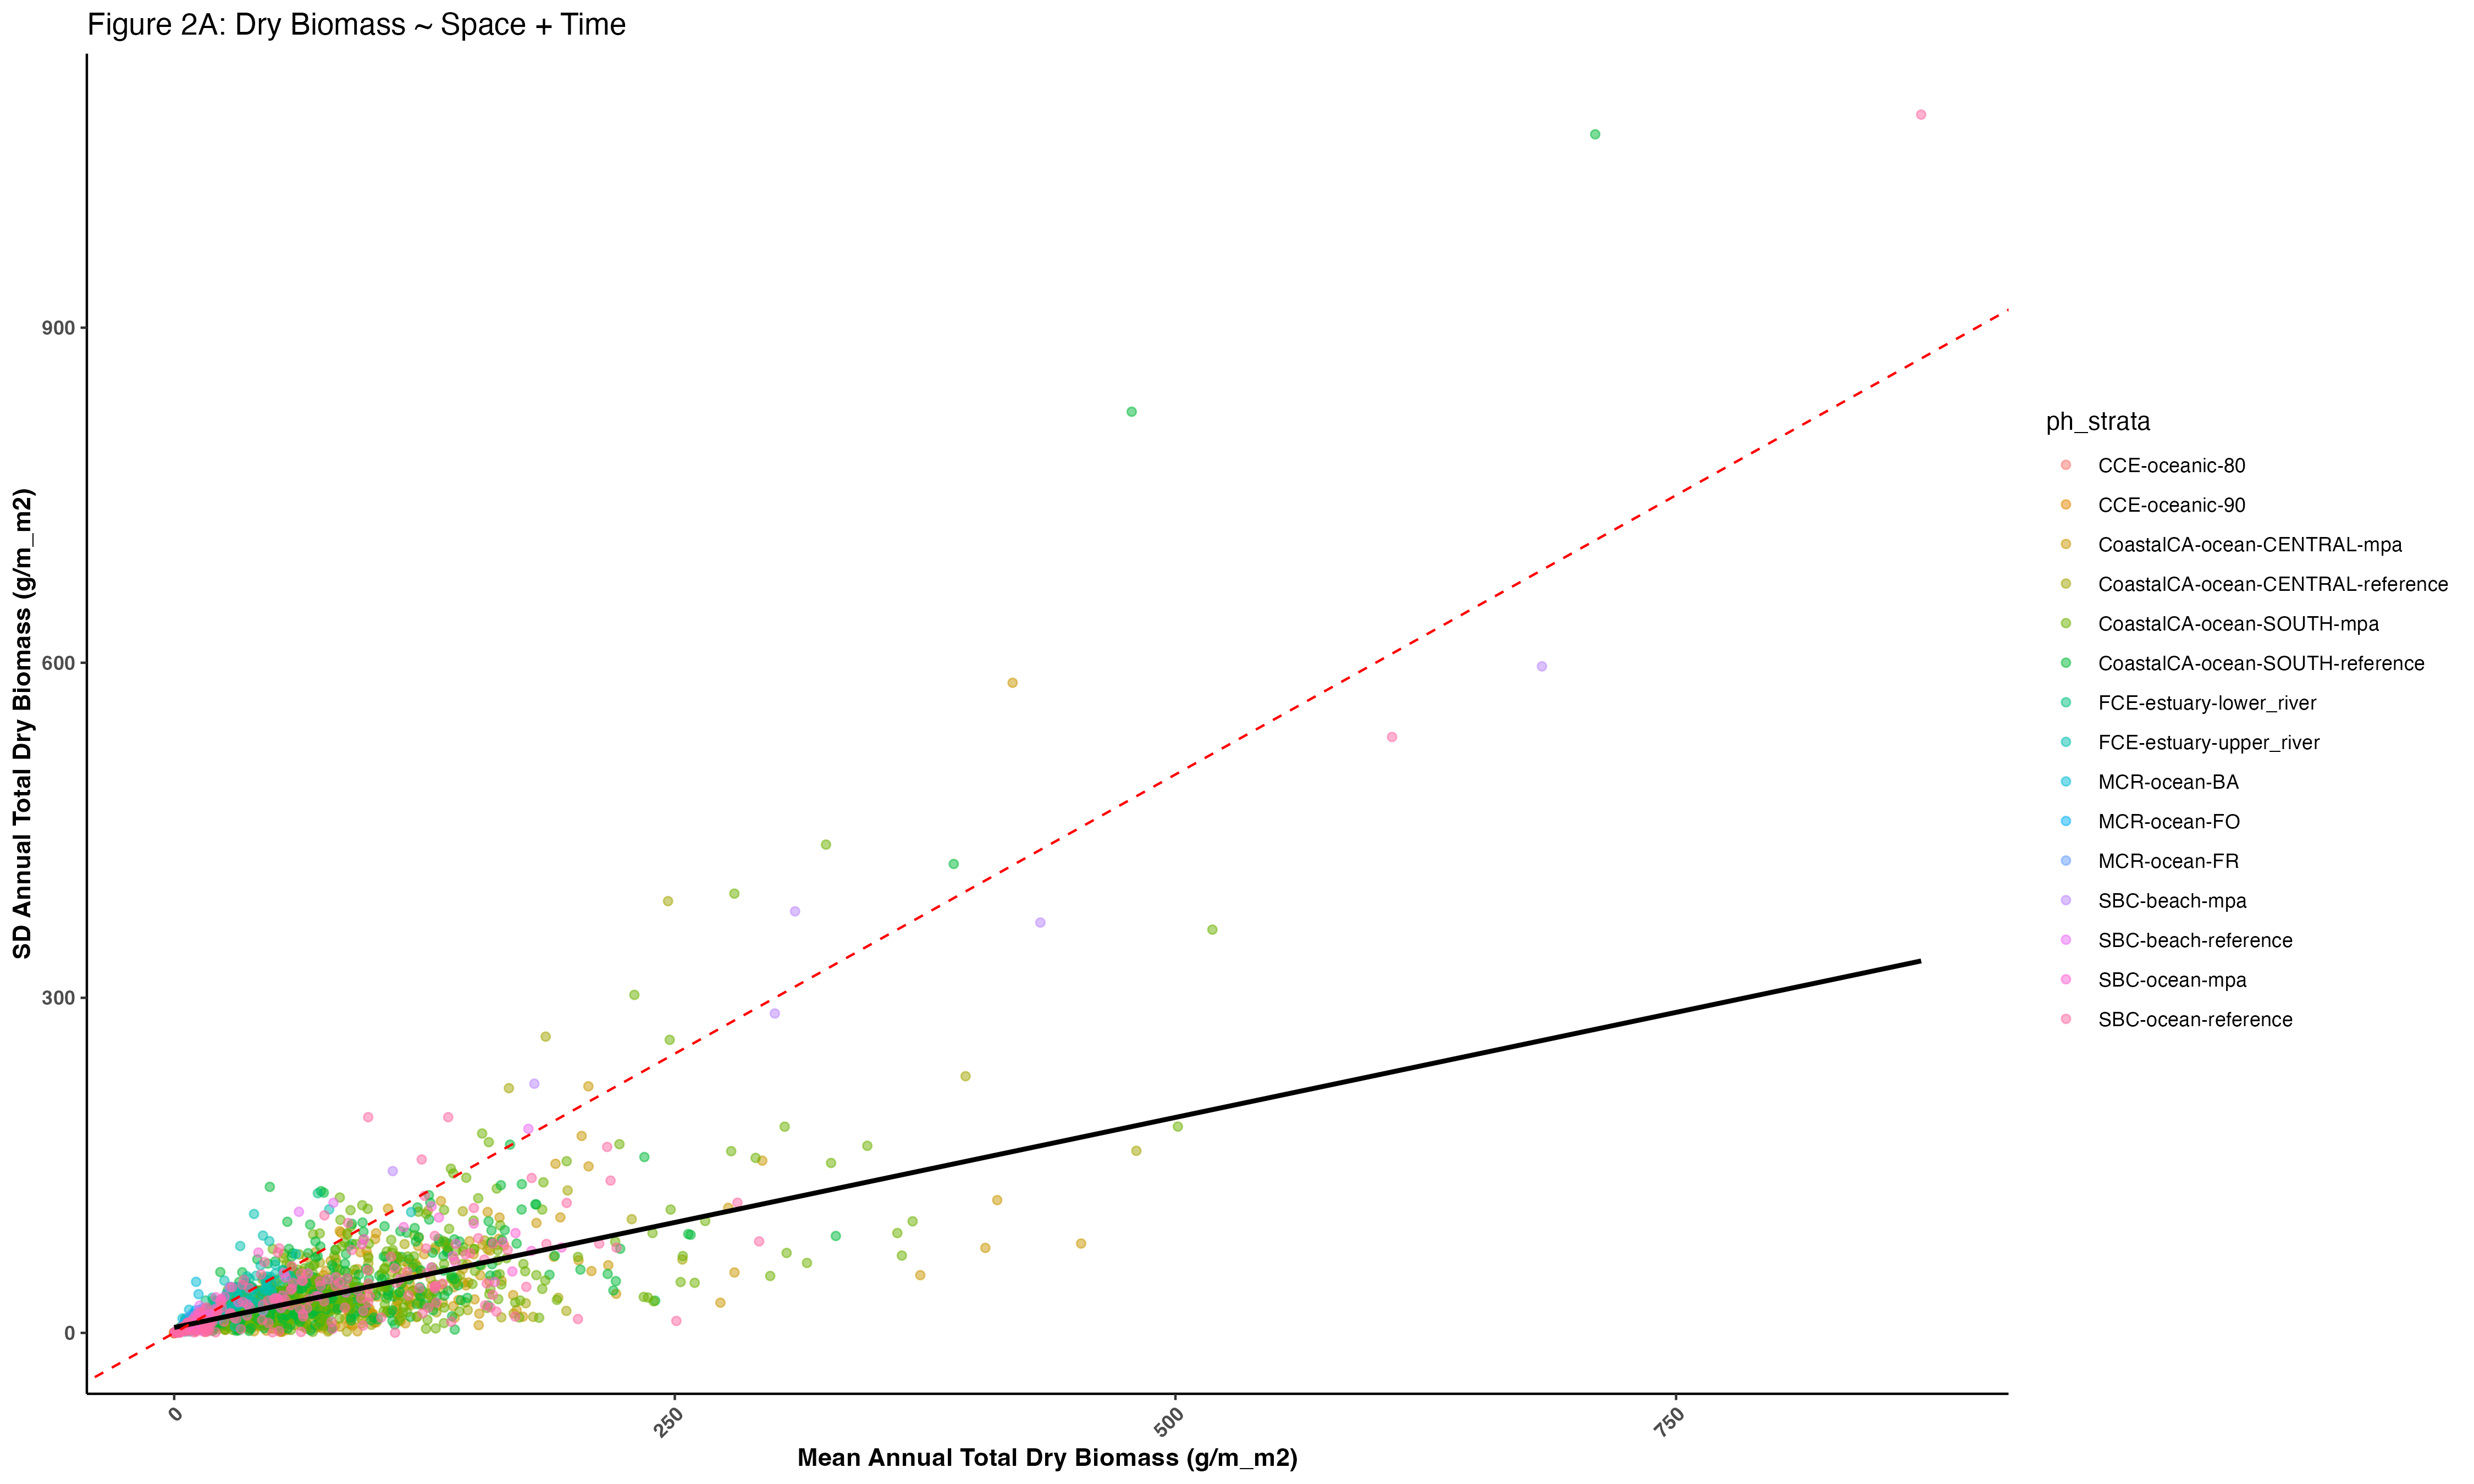 Figure 2A: Dry Biomass ~ Space + Time
SD Annual Total Dry Biomass (g/m_m2)
900
600
300
0
0
250
500
750
Mean Annual Total Dry Biomass (g/m_m2)
ph_strata
CCE-oceanic-80
CCE-oceanic-90
CoastalCA-ocean-CENTRAL-mpa
CoastalCA-ocean-CENTRAL-reference
CoastalCA-ocean-SOUTH-mpa
CoastalCA-ocean-SOUTH-reference
FCE-estuary-lower_river
FCE-estuary-upper_river
MCR-ocean-BA
MCR-ocean-FO
MCR-ocean-FR
SBC-beach-mpa
SBC-beach-reference
SBC-ocean-mpa
SBC-ocean-reference